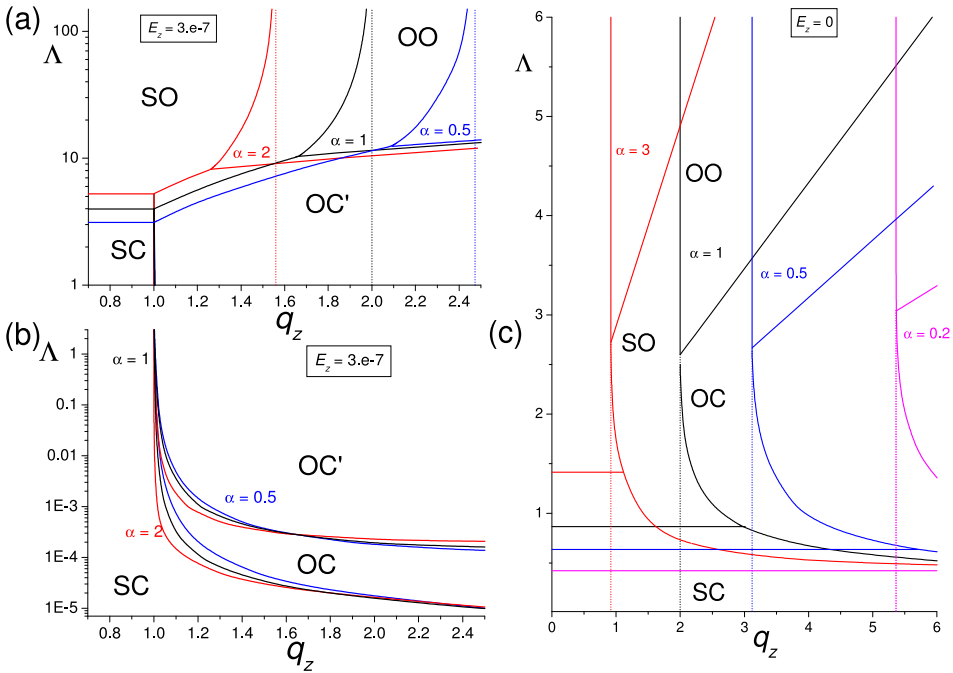 (a)
E_z = 3.e-7
Λ
100
10
1
SO
OO
α = 2
α = 1
α = 0.5
OC'
SC
0.8 1.0 1.2 1.4 1.6 1.8 2.0 2.2 2.4
q_z
(b)
Λ
E_z = 3.e-7
1
0.1
0.01
1E-3
1E-4
1E-5
α = 1
OC'
α = 0.5
α = 2
OC
SC
0.8 1.0 1.2 1.4 1.6 1.8 2.0 2.2 2.4
q_z
(c)
E_z = 0
Λ
6
5
4
3
2
1
α = 3
OO
α = 1
α = 0.5
SO
α = 0.2
OC
SC
0 1 2 3 4 5 6
q_z